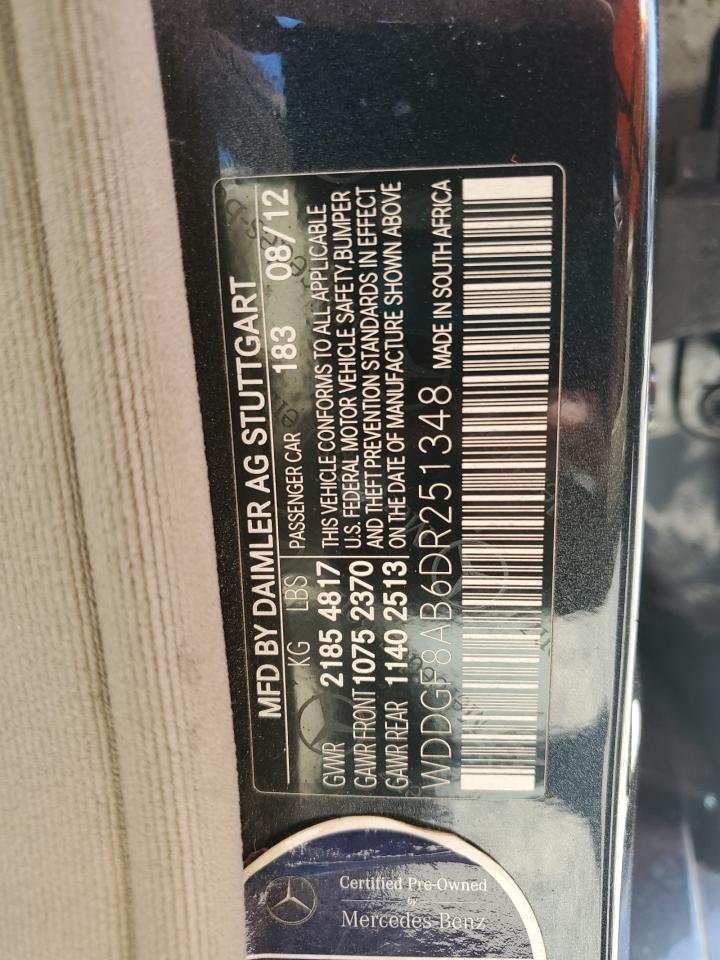 MFD BY DAIMLER AG STUTTGART
KG LBS PASSENGER CAR 183 08/12
GVWR 2185 4817 THIS VEHICLE CONFORMS TO ALL APPLICABLE
U.S. FEDERAL MOTOR VEHICLE SAFETY,BUMPER
GAWR FRONT 1075 2370 AND THEFT PREVENTION STANDARDS IN EFFECT
GAWR REAR 1140 2513 ON THE DATE OF MANUFACTURE SHOWN ABOVE
WDDGF8AB6DR251348 MADE IN SOUTH AFRICA
Certified Pre-Owned
by
Mercedes-Benz